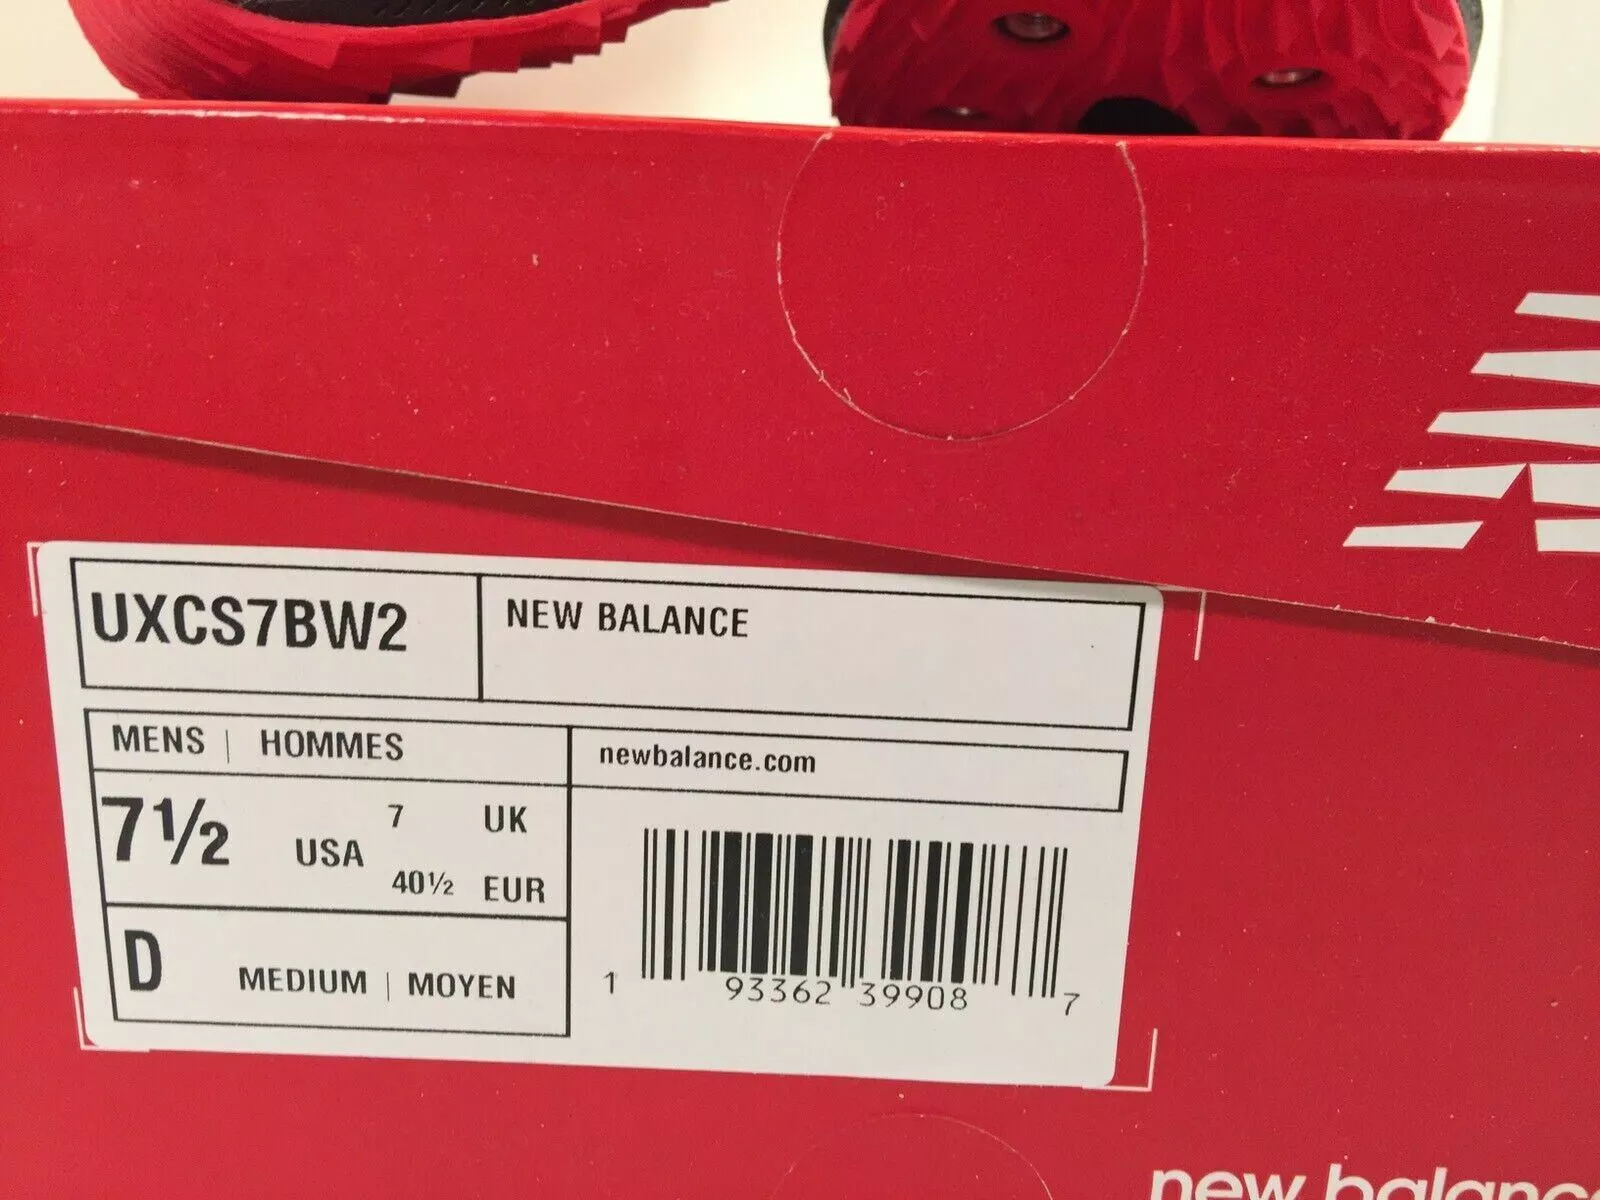 UXCS7BW2
NEW BALANCE
MENS | HOMMES
newbalance.com
7½ USA 7 UK
40½ EUR
D MEDIUM | MOYEN
1 93362 39908 7
new balance